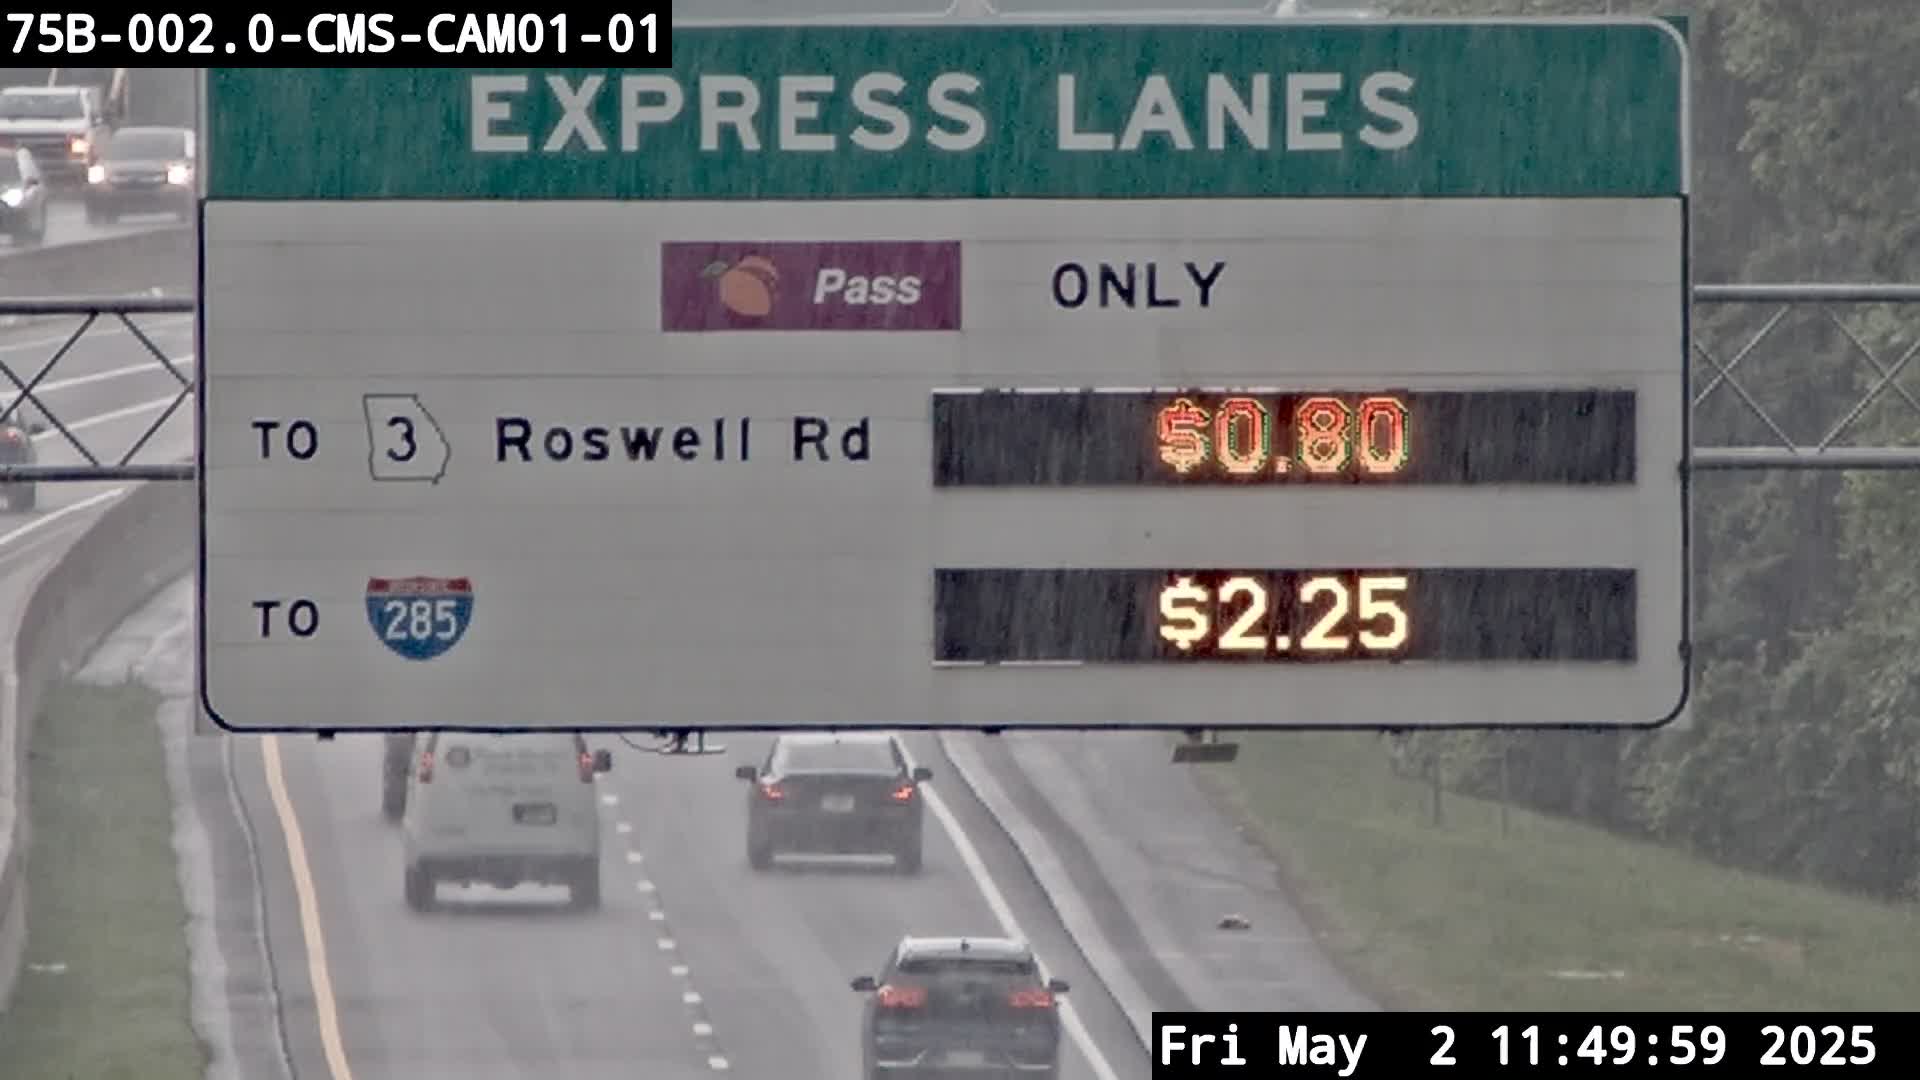 75B-002.0-CMS-CAM01-01
EXPRESS LANES
Pass ONLY
TO 3 Roswell Rd $0.80
TO 285 $2.25
Fri May 2 11:49:59 2025